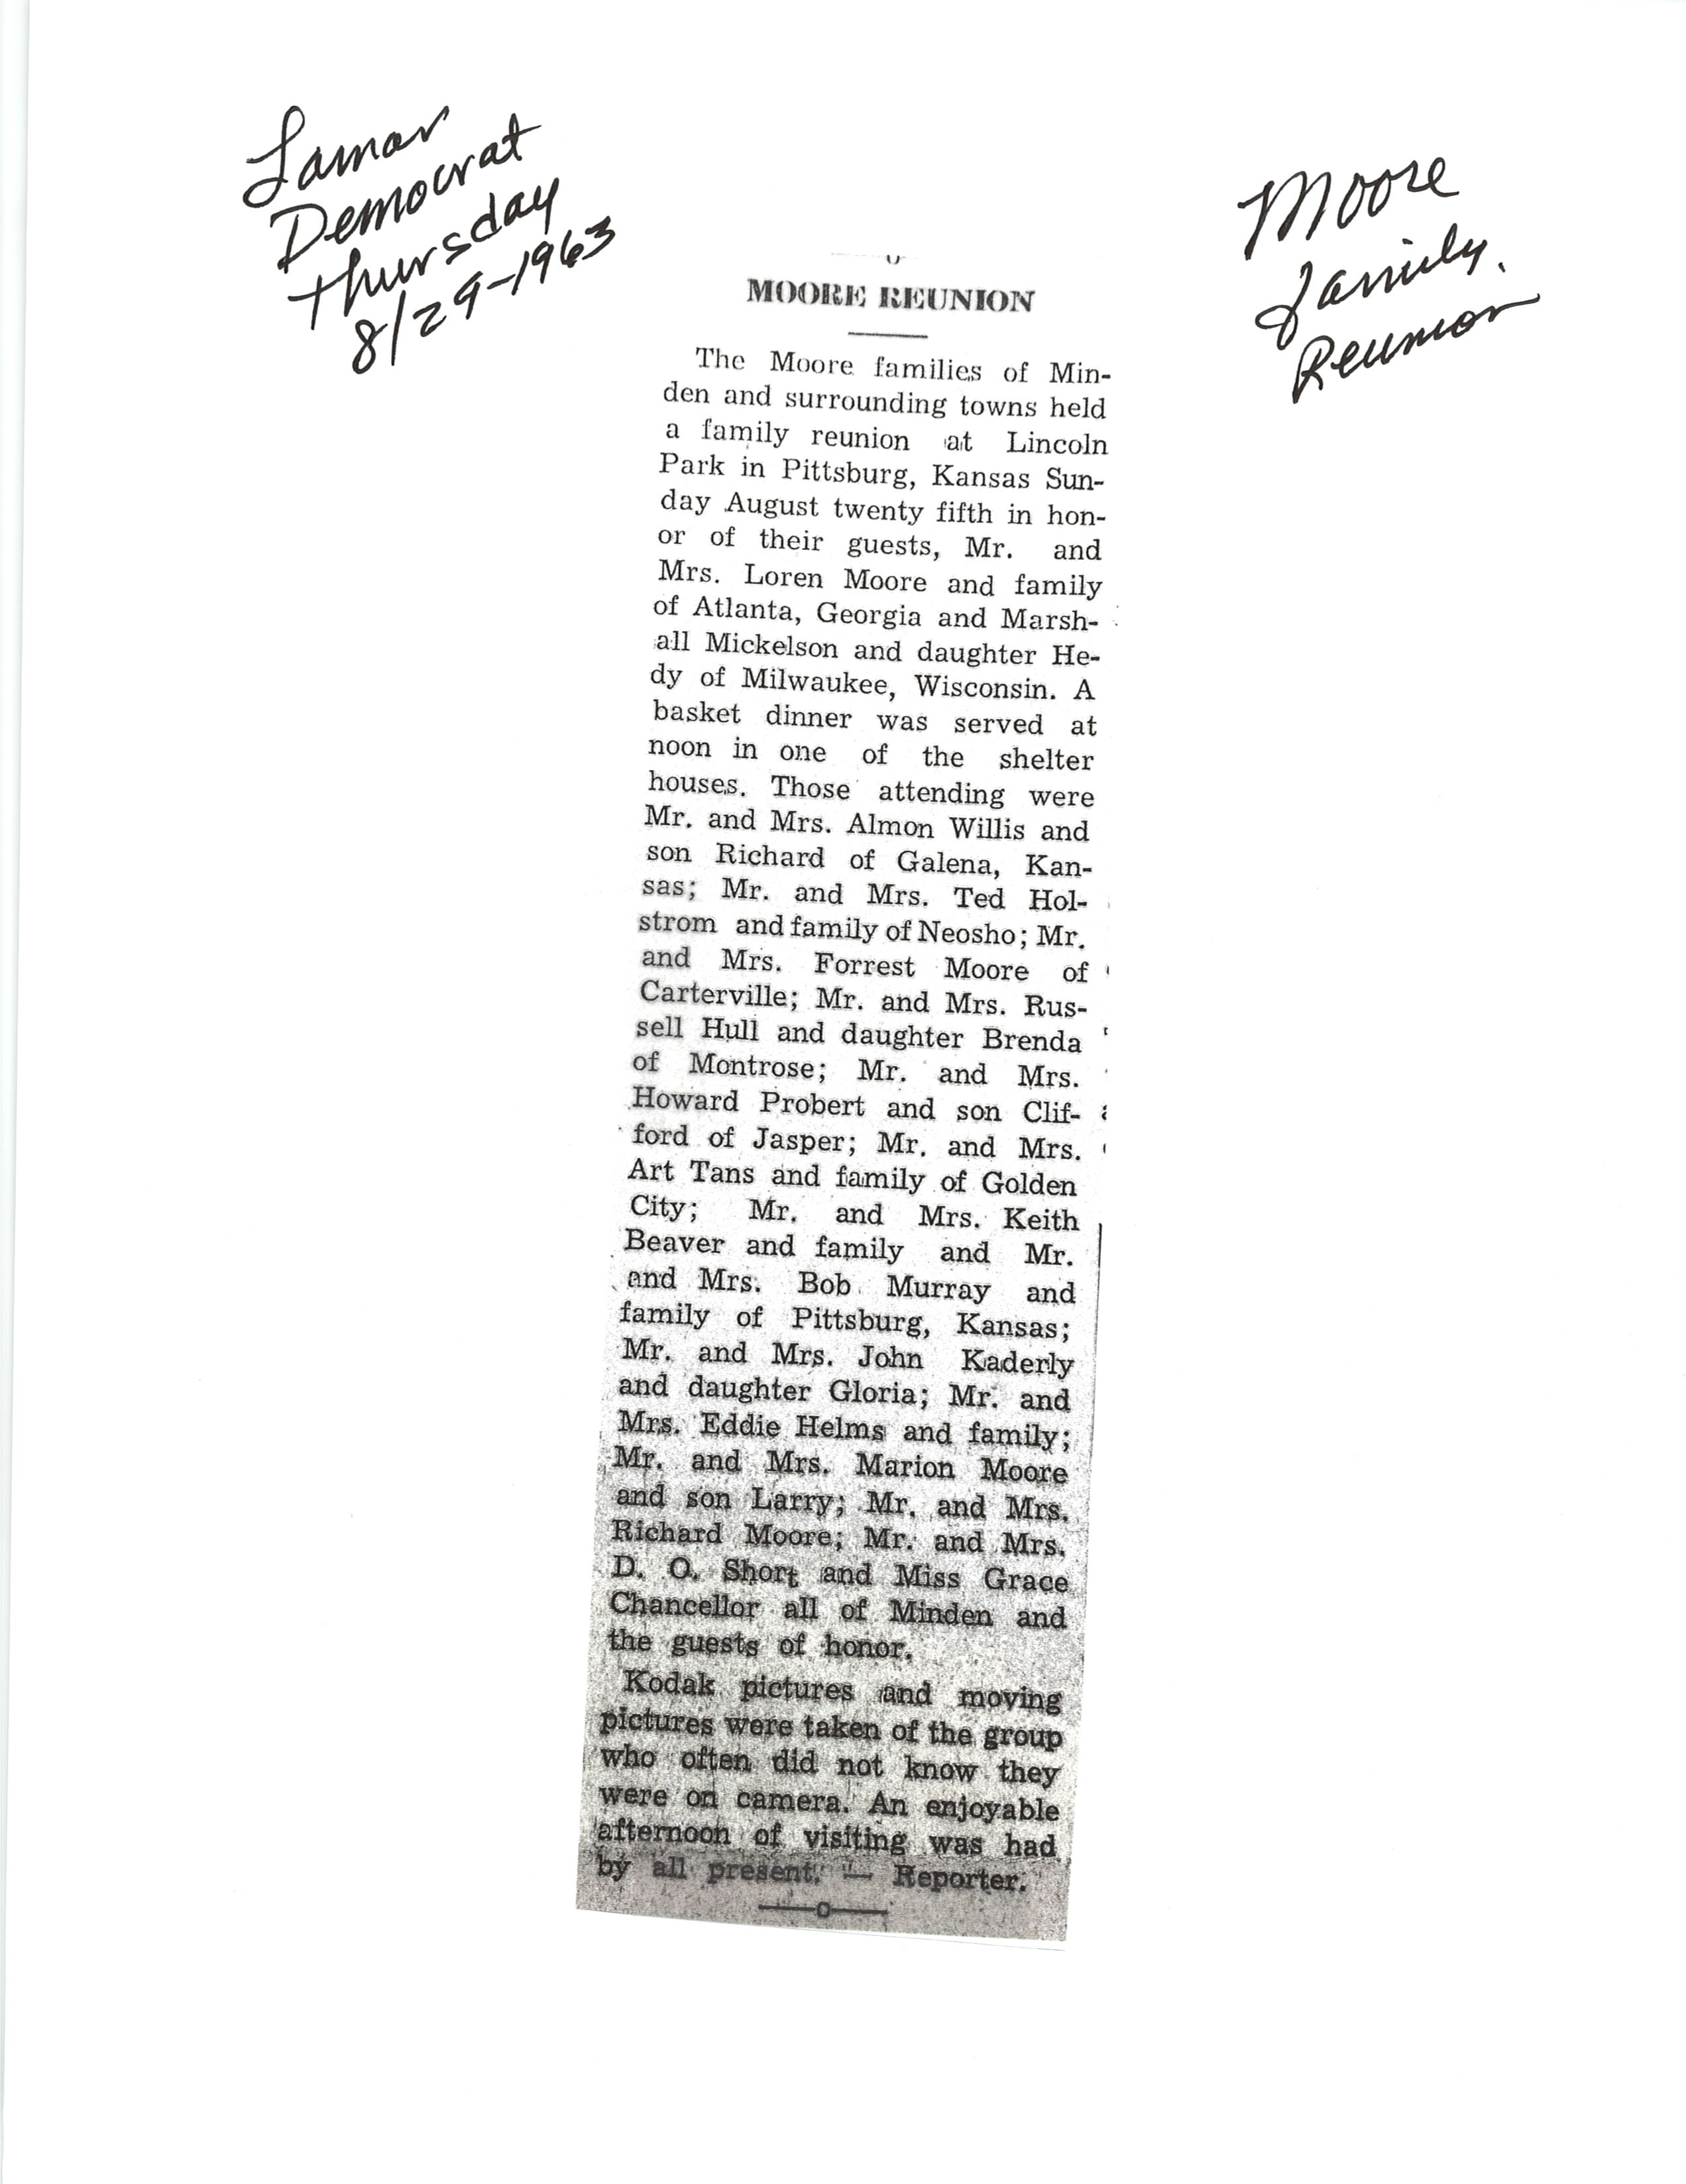 Lamar
Democrat
Thursday
8/29-1963
Moore
Family
Reunion
MOORE REUNION
The Moore families of Min-
den and surrounding towns held
a family reunion at Lincoln
Park in Pittsburg, Kansas Sun-
day August twenty fifth in hon-
or of their guests, Mr. and
Mrs. Loren Moore and family
of Atlanta, Georgia and Marsh-
all Mickelson and daughter He-
dy of Milwaukee, Wisconsin. A
basket dinner was served at
noon in one of the shelter
houses. Those attending were
Mr. and Mrs. Almon Willis and
son Richard of Galena, Kan-
sas; Mr. and Mrs. Ted Hol-
strom and family of Neosho; Mr.
and Mrs. Forrest Moore of
Carterville; Mr. and Mrs. Rus-
sell Hull and daughter Brenda
of Montrose; Mr. and Mrs.
Howard Probert and son Clif-
ford of Jasper; Mr. and Mrs.
Art Tans and family of Golden
City; Mr. and Mrs. Keith
Beaver and family and Mr.
and Mrs. Bob Murray and
family of Pittsburg, Kansas;
Mr. and Mrs. John Kaderly
and daughter Gloria; Mr. and
Mrs. Eddie Helms and family;
Mr. and Mrs. Marion Moore
and son Larry; Mr. and Mrs.
Richard Moore; Mr. and Mrs.
D. O. Short and Miss Grace
Chancellor all of Minden and
the guests of honor.
Kodak pictures and moving
pictures were taken of the group
who often did not know they
were on camera. An enjoyable
afternoon of visiting was had
by all present. — Reporter.